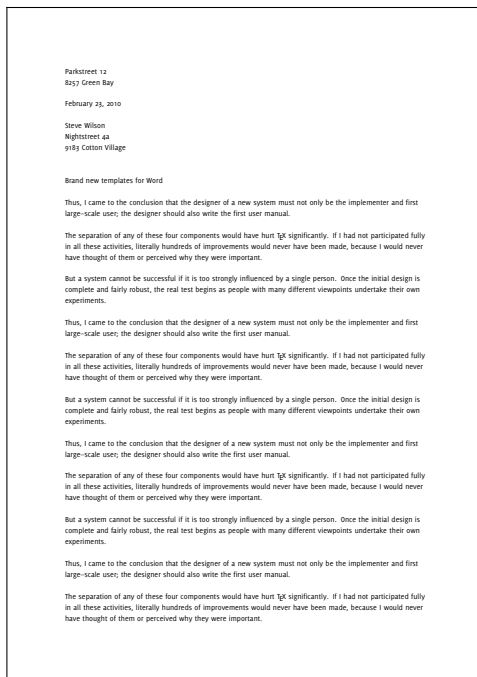 Parkstreet 12
8257 Green Bay
February 23, 2010
Steve Wilson
Nightstreet 4a
9183 Cotton Village
Brand new templates for Word
Thus, I came to the conclusion that the designer of a new system must not only be the implementer and first
large-scale user; the designer should also write the first user manual.
The separation of any of these four components would have hurt TEX significantly. If I had not participated fully
in all these activities, literally hundreds of improvements would never have been made, because I would never
have thought of them or perceived why they were important.
But a system cannot be successful if it is too strongly influenced by a single person. Once the initial design is
complete and fairly robust, the real test begins as people with many different viewpoints undertake their own
experiments.
Thus, I came to the conclusion that the designer of a new system must not only be the implementer and first
large-scale user; the designer should also write the first user manual.
The separation of any of these four components would have hurt TEX significantly. If I had not participated fully
in all these activities, literally hundreds of improvements would never have been made, because I would never
have thought of them or perceived why they were important.
But a system cannot be successful if it is too strongly influenced by a single person. Once the initial design is
complete and fairly robust, the real test begins as people with many different viewpoints undertake their own
experiments.
Thus, I came to the conclusion that the designer of a new system must not only be the implementer and first
large-scale user; the designer should also write the first user manual.
The separation of any of these four components would have hurt TEX significantly. If I had not participated fully
in all these activities, literally hundreds of improvements would never have been made, because I would never
have thought of them or perceived why they were important.
But a system cannot be successful if it is too strongly influenced by a single person. Once the initial design is
complete and fairly robust, the real test begins as people with many different viewpoints undertake their own
experiments.
Thus, I came to the conclusion that the designer of a new system must not only be the implementer and first
large-scale user; the designer should also write the first user manual.
The separation of any of these four components would have hurt TEX significantly. If I had not participated fully
in all these activities, literally hundreds of improvements would never have been made, because I would never
have thought of them or perceived why they were important.